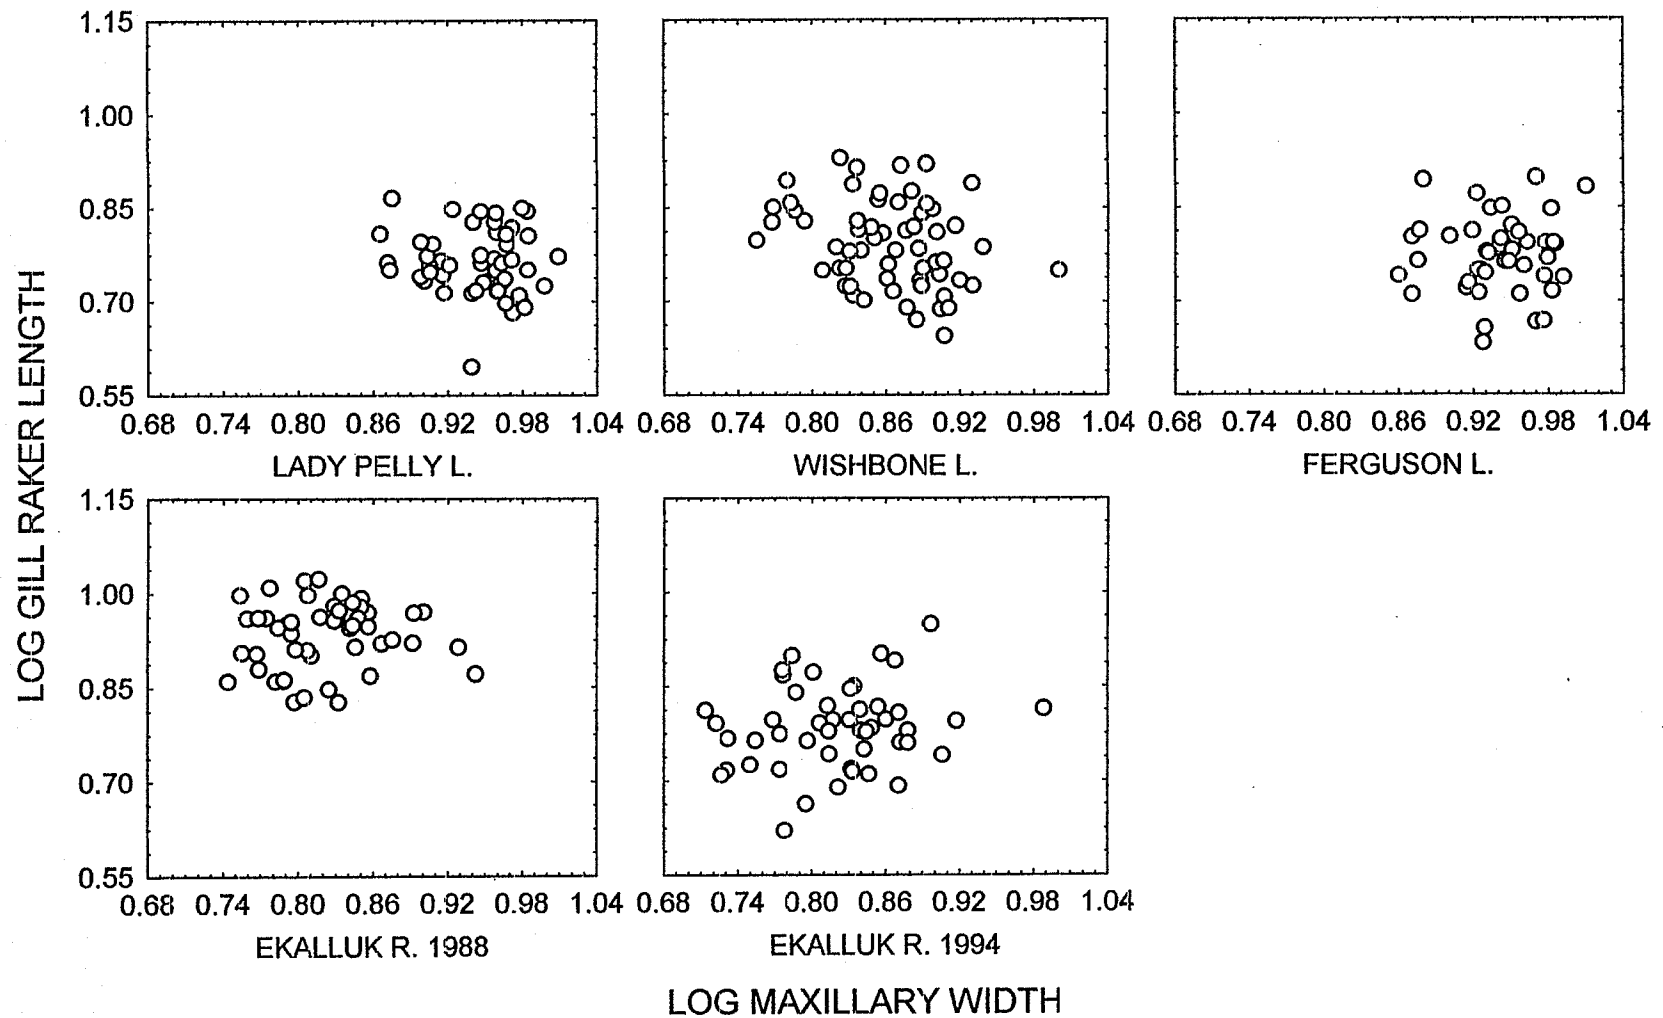 LOG GILL RAKER LENGTH
1.15
1.00
0.85
0.70
0.55
0.68 0.74 0.80 0.86 0.92 0.98 1.04 0.68 0.74 0.80 0.86 0.92 0.98 1.04 0.68 0.74 0.80 0.86 0.92 0.98 1.04
LADY PELLY L. WISHBONE L. FERGUSON L.
1.15
1.00
0.85
0.70
0.55
0.68 0.74 0.80 0.86 0.92 0.98 1.04 0.68 0.74 0.80 0.86 0.92 0.98 1.04
EKALLUK R. 1988 EKALLUK R. 1994
LOG MAXILLARY WIDTH